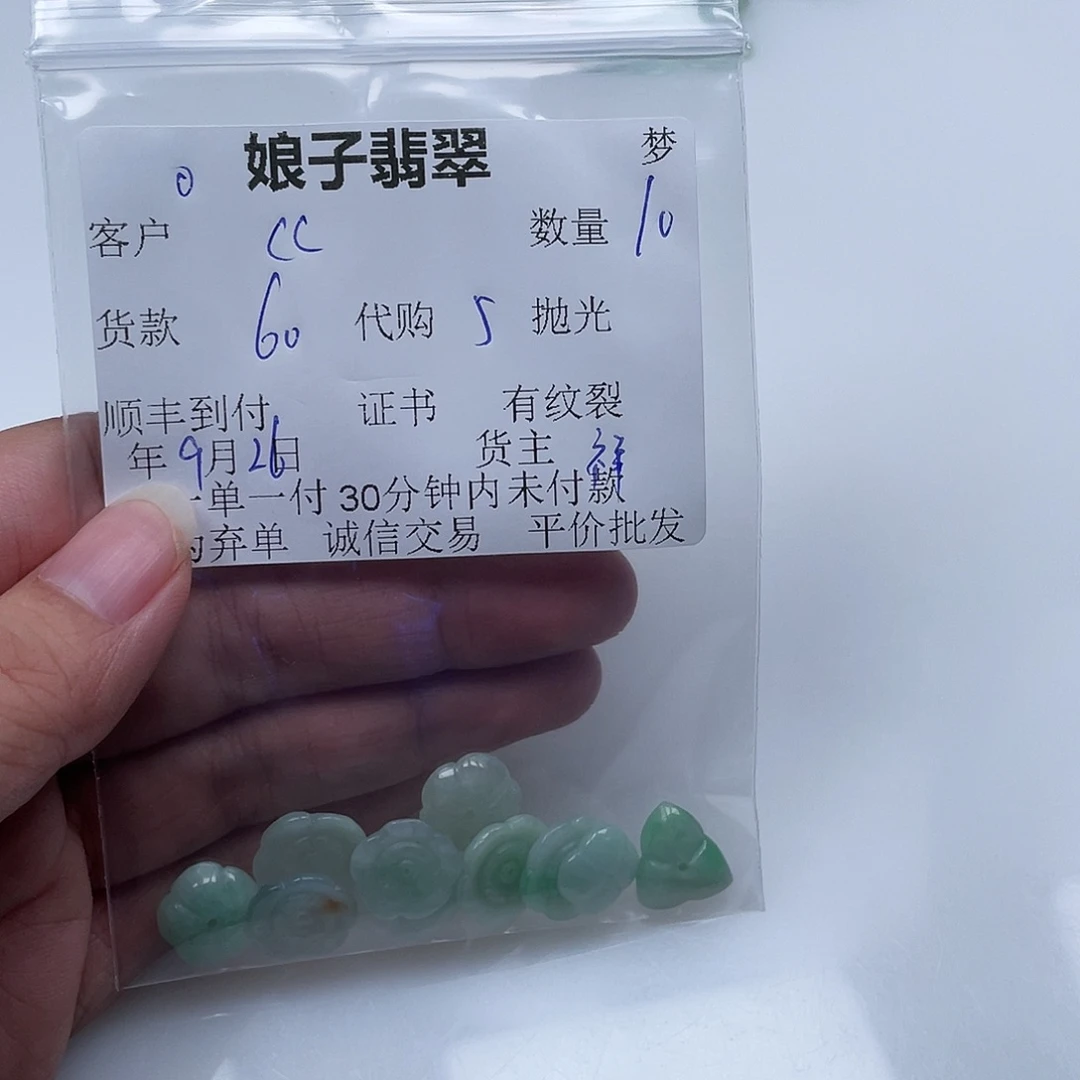 娘子翡翠 梦
0
客户 CC 数量 10
货款 60 代购 5 抛光
顺丰到付 证书 有纹裂
年9月26日 货主
一单一付 30分钟内未付款
弃单 诚信交易 平价批发